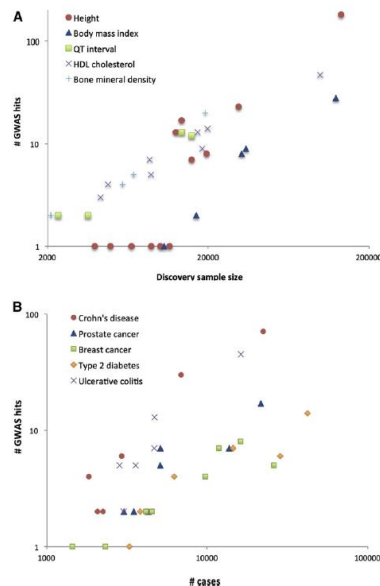 A
100
10
1
# GWAS hits
Height
Body mass index
QT interval
HDL cholterol
Bone mineral density
2000
20000
200000
Discovery sample size
B
100
10
1
# GWAS hits
Crohn's disease
Prostate cancer
Breast cancer
Type 2 diabetes
Ulcerative colitis
1000
10000
100000
# cases